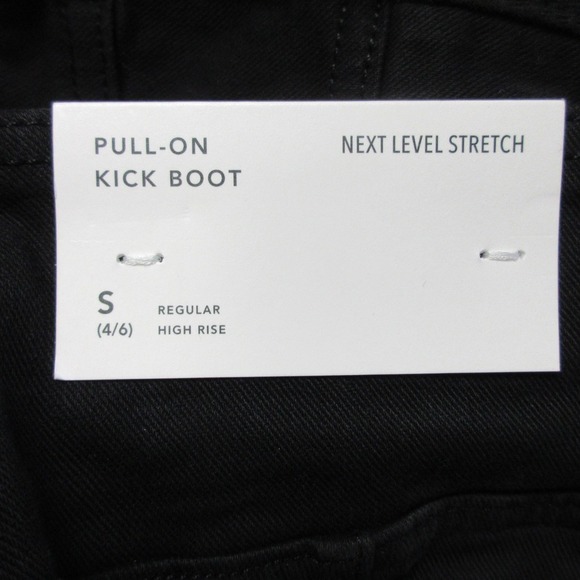 PULL-ON
KICK BOOT
NEXT LEVEL STRETCH
S
(4/6)
REGULAR
HIGH RISE